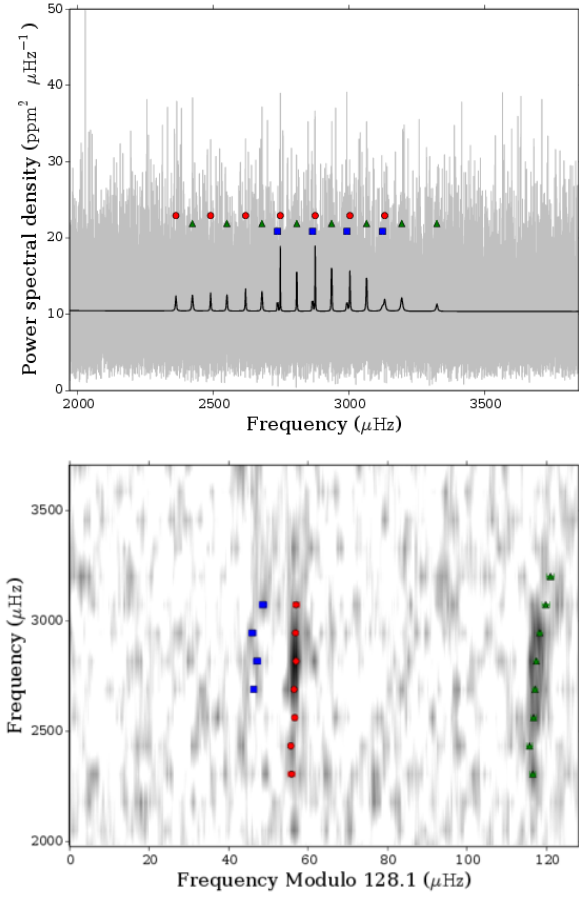 50
40
30
20
10
0
Power spectral density (ppm² μHz⁻¹)
2000 2500 3000 3500
Frequency (μHz)
3500
3000
2500
2000
Frequency (μHz)
0 20 40 60 80 100 120
Frequency Modulo 128.1 (μHz)